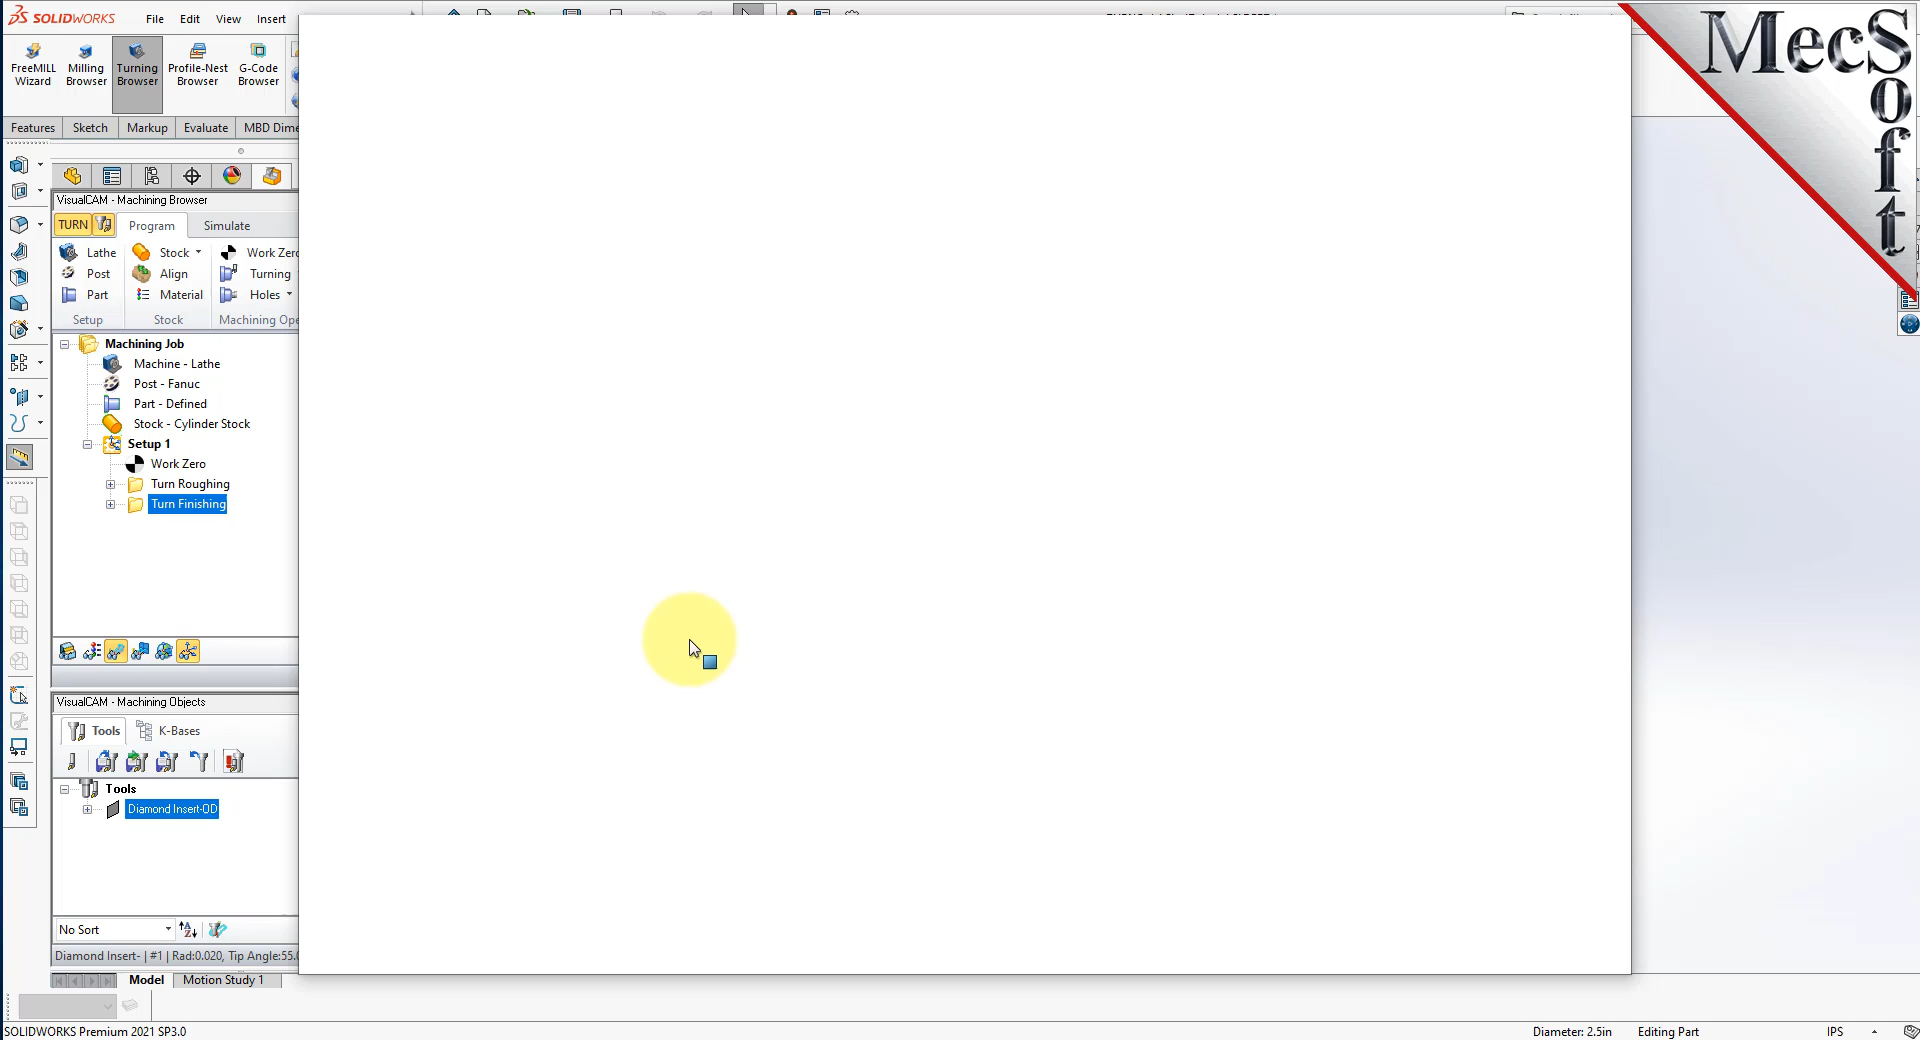 SOLIDWORKS File Edit View Insert
FreeMILL Wizard
Milling Browser
Turning Browser
Profile-Nest Browser
G-Code Browser
Features Sketch Markup Evaluate MBD Dime
VisualCAM - Machining Browser
TURN Program Simulate
Lathe Stock Work Zero
Post Align Turning
Part Material Holes
Setup Stock Machining Ope
Machining Job
Machine - Lathe
Post - Fanuc
Part - Defined
Stock - Cylinder Stock
Setup 1
Work Zero
Turn Roughing
Turn Finishing
VisualCAM - Machining Objects
Tools K-Bases
Tools
Diamond Insert-OD
No Sort
Diamond Insert- | #1 | Rad:0.020, Tip Angle:55.0
Model Motion Study 1
SOLIDWORKS Premium 2021 SP3.0 Diameter: 2.5in Editing Part IPS
MecSoft